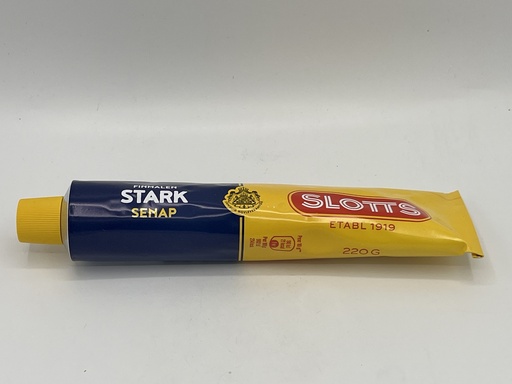 FINMALEN
STARK
SENAP
SLOTTS
ETABL 1919
220 G